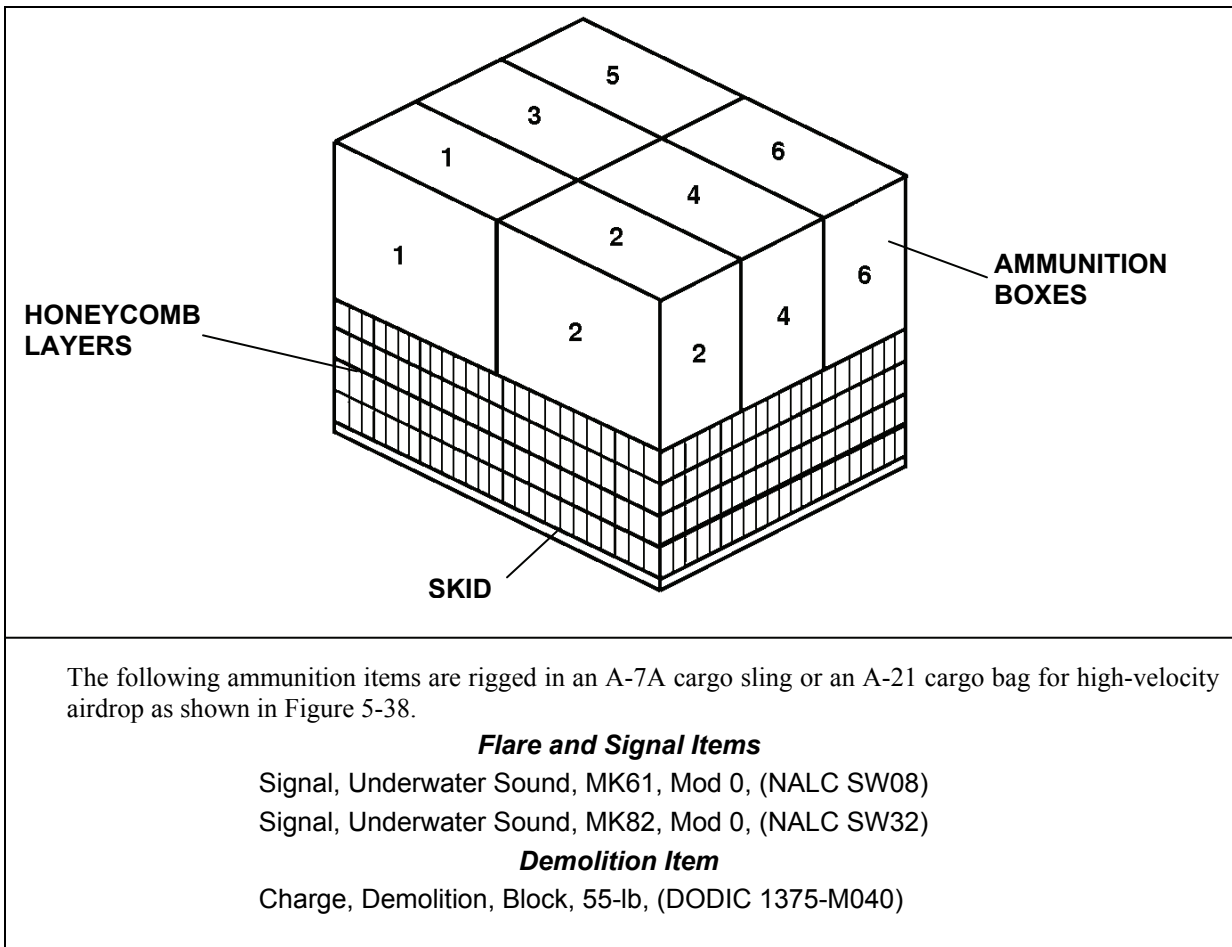 5
3
6
1
4
2
1
6
AMMUNITION
BOXES
4
HONEYCOMB
LAYERS
2
2
SKID
The following ammunition items are rigged in an A-7A cargo sling or an A-21 cargo bag for high-velocity
airdrop as shown in Figure 5-38.
Flare and Signal Items
Signal, Underwater Sound, MK61, Mod 0, (NALC SW08)
Signal, Underwater Sound, MK82, Mod 0, (NALC SW32)
Demolition Item
Charge, Demolition, Block, 55-lb, (DODIC 1375-M040)